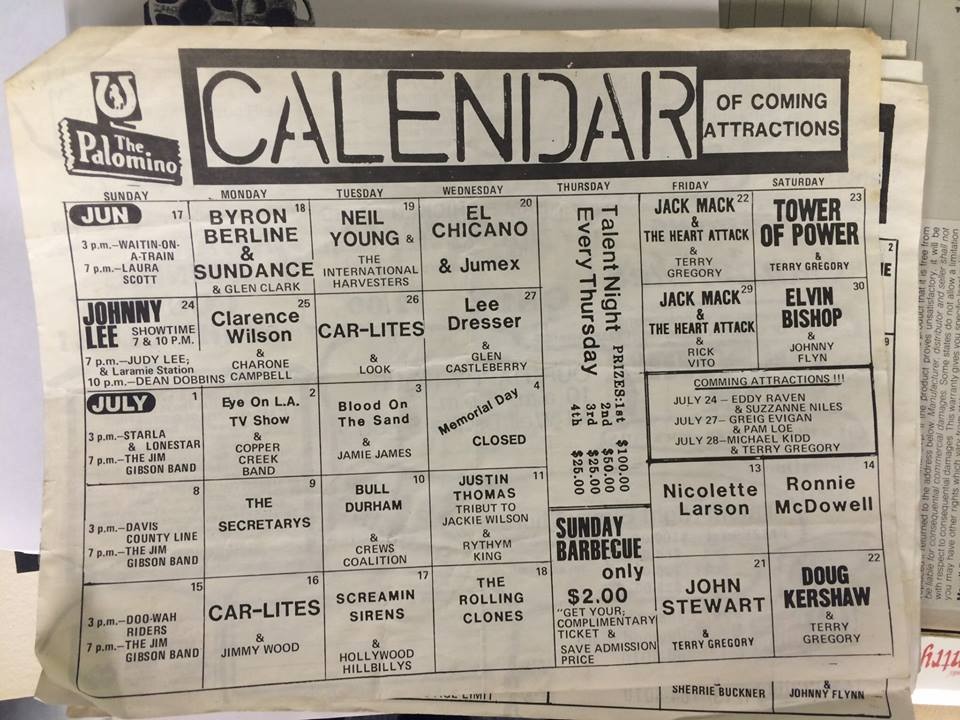 The
Palomino
CALENDAR
OF COMING
ATTRACTIONS
SUNDAY MONDAY TUESDAY WEDNESDAY THURSDAY FRIDAY SATURDAY
JUN 17
3 p.m.—WAITIN-ON-
A-TRAIN
7 p.m.—LAURA
SCOTT
18
BYRON
BERLINE
&
SUNDANCE
& GLEN CLARK
19
NEIL
YOUNG &
THE
INTERNATIONAL
HARVESTERS
20
EL
CHICANO
& Jumex
Talent Night
Every Thursday
PRIZES:1st $100.00
2nd $50.00
3rd $25.00
4th $25.00
JACK MACK 22
&
THE HEART ATTACK
&
TERRY
GREGORY
23
TOWER
OF POWER
& TERRY GREGORY
JOHNNY 24
LEE SHOWTIME
7 & 10 P.M.
7 p.m.—JUDY LEE;
& Laramie Station
10 p.m.—DEAN DOBBINS
25
Clarence
Wilson
&
CHARONE
CAMPBELL
26
CAR-LITES
&
LOOK
27
Lee
Dresser
&
GLEN
CASTLEBERRY
JACK MACK 29
&
THE HEART ATTACK
&
RICK
VITO
30
ELVIN
BISHOP
&
JOHNNY
FLYN
JULY 1
3 p.m.—STARLA
& LONESTAR
7 p.m.—THE JIM
GIBSON BAND
2
Eye On L.A.
TV Show
&
COPPER
CREEK
BAND
3
Blood On
The Sand
&
JAMIE JAMES
4
Memorial Day
CLOSED
COMMING ATTRACTIONS !!!
JULY 24 — EDDY RAVEN
& SUZZANNE NILES
JULY 27— GREIG EVIGAN
& PAM LOE
JULY 28—MICHAEL KIDD
& TERRY GREGORY
8
3 p.m.—DAVIS
COUNTY LINE
7 p.m.—THE JIM
GIBSON BAND
9
THE
SECRETARYS
10
BULL
DURHAM
&
CREWS
COALITION
11
JUSTIN
THOMAS
TRIBUT TO
JACKIE WILSON
&
RYTHYM
KING
13
Nicolette
Larson
14
Ronnie
McDowell
15
3 p.m.—DOO-WAH
RIDERS
7 p.m.—THE JIM
GIBSON BAND
16
CAR-LITES
&
JIMMY WOOD
17
SCREAMIN
SIRENS
&
HOLLYWOOD
HILLBILLYS
18
THE
ROLLING
CLONES
SUNDAY
BARBECUE
only
$2.00
"GET YOUR;
COMPLIMENTARY
TICKET &
SAVE ADMISSION
PRICE
21
JOHN
STEWART
&
TERRY GREGORY
22
DOUG
KERSHAW
&
TERRY
GREGORY
LIMIT
SHERRIE BUCKNER
&
JOHNNY FLYNN